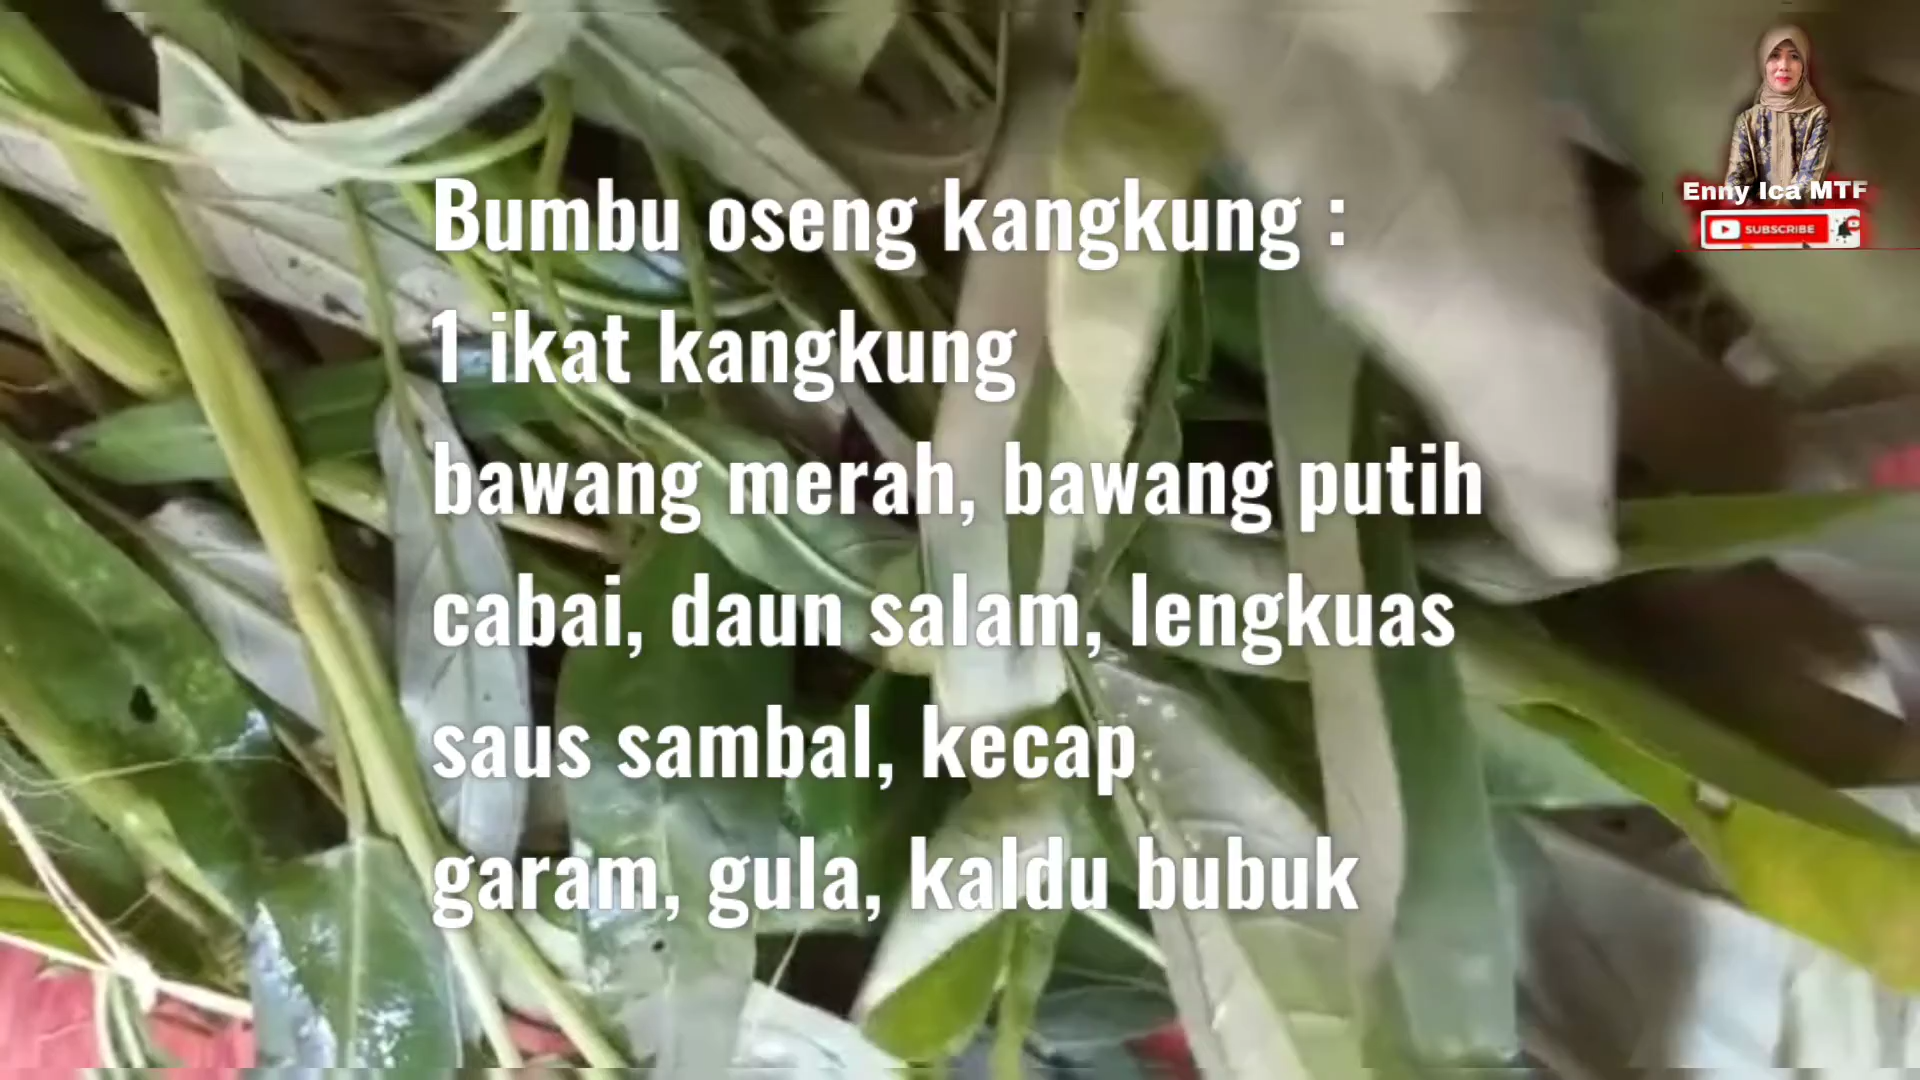 Enny Ica MTF
SUBSCRIBE
Bumbu oseng kangkung :
1 ikat kangkung
bawang merah, bawang putih
cabai, daun salam, lengkuas
saus sambal, kecap
garam, gula, kaldu bubuk